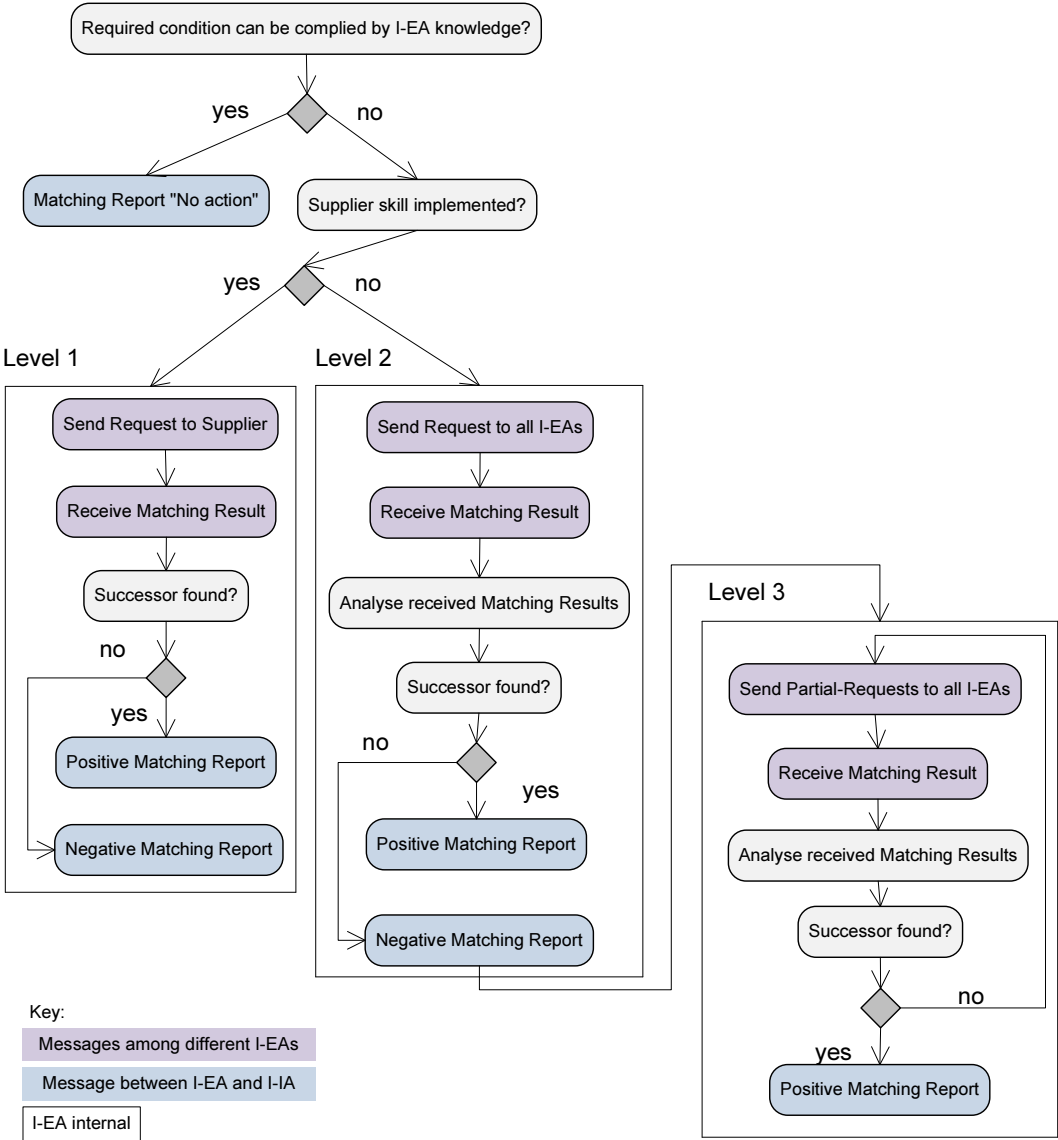 Required condition can be complied by I-EA knowledge?
yes
no
Matching Report "No action"
Supplier skill implemented?
yes
no
Level 1
Send Request to Supplier
Receive Matching Result
Successor found?
no
yes
Positive Matching Report
Negative Matching Report
Level 2
Send Request to all I-EAs
Receive Matching Result
Analyse received Matching Results
Successor found?
no
yes
Positive Matching Report
Negative Matching Report
Level 3
Send Partial-Requests to all I-EAs
Receive Matching Result
Analyse received Matching Results
Successor found?
no
yes
Positive Matching Report
Key:
Messages among different I-EAs
Message between I-EA and I-IA
I-EA internal